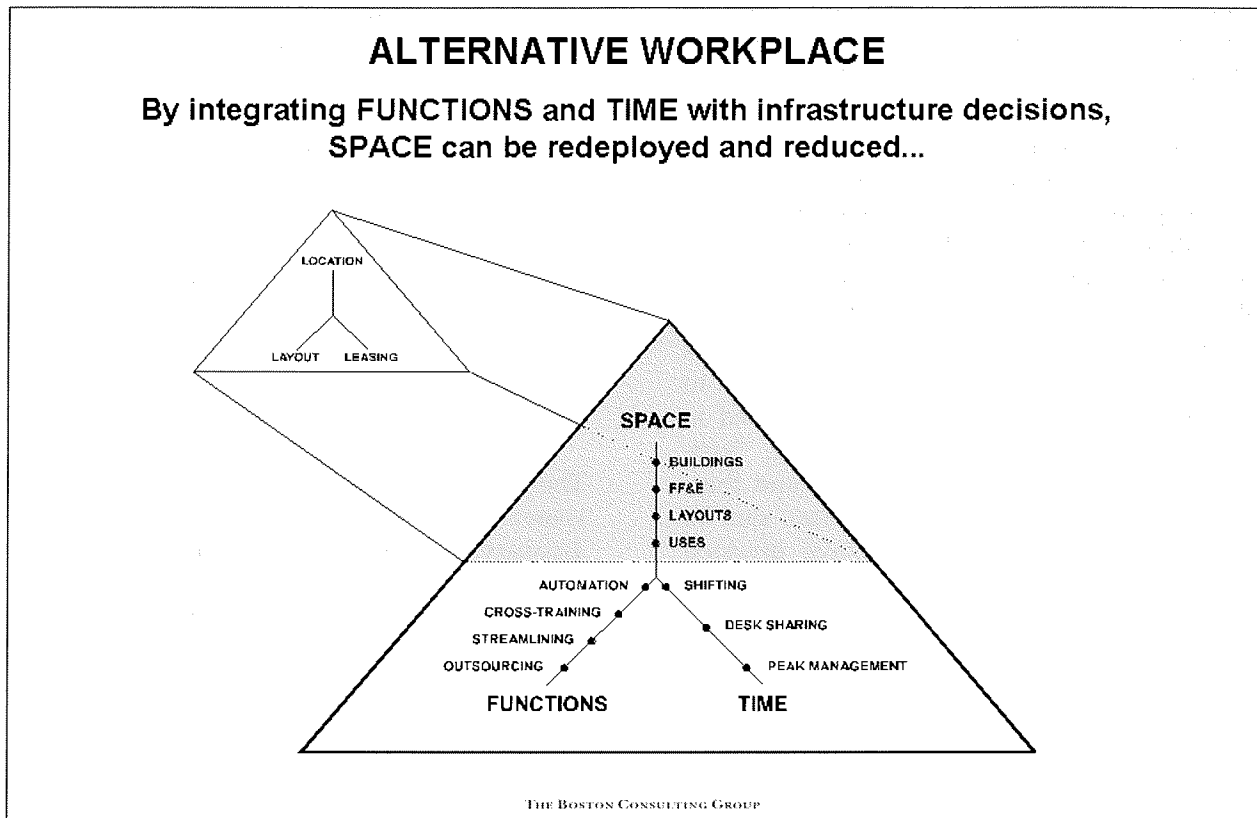 ALTERNATIVE WORKPLACE
By integrating FUNCTIONS and TIME with infrastructure decisions,
SPACE can be redeployed and reduced...
LOCATION
LAYOUT LEASING
SPACE
BUILDINGS
FF&E
LAYOUTS
USES
AUTOMATION SHIFTING
CROSS-TRAINING
DESK SHARING
STREAMLINING
OUTSOURCING PEAK MANAGEMENT
FUNCTIONS TIME
THE BOSTON CONSULTING GROUP